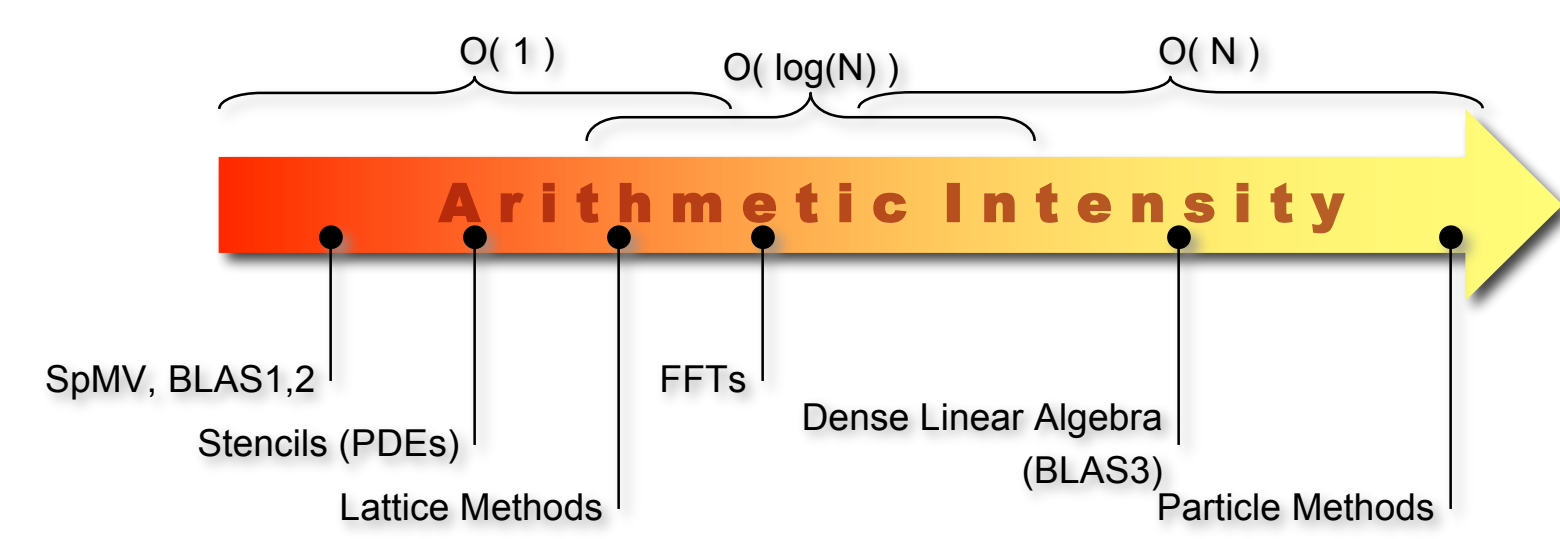 O( 1 )
O( log(N) )
O( N )
Arithmetic Intensity
SpMV, BLAS1,2
FFTs
Stencils (PDEs)
Dense Linear Algebra
(BLAS3)
Lattice Methods
Particle Methods